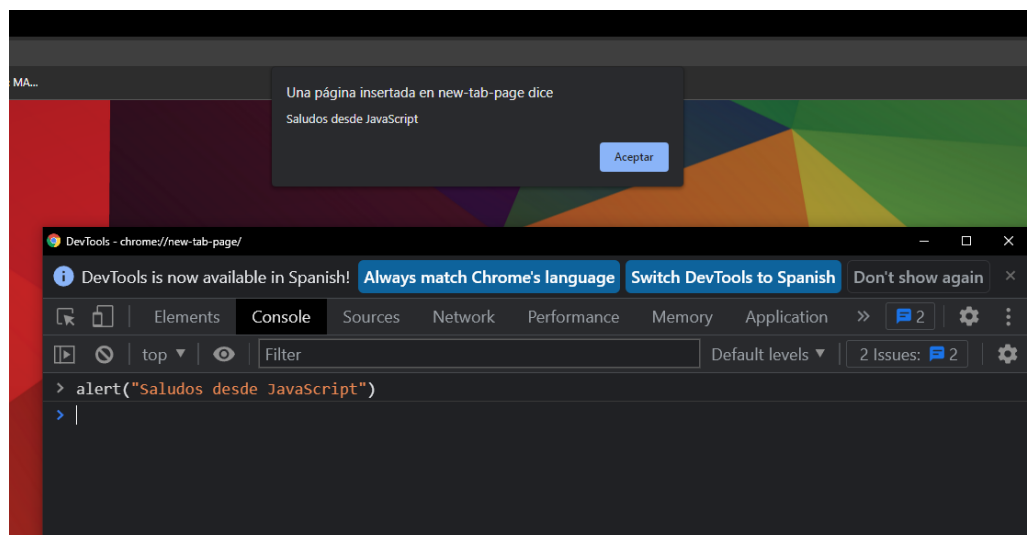 : MA...
Una página insertada en new-tab-page dice
Saludos desde JavaScript
Aceptar
DevTools - chrome://new-tab-page/
DevTools is now available in Spanish! Always match Chrome's language Switch DevTools to Spanish Don't show again
Elements Console Sources Network Performance Memory Application 2
top Filter Default levels 2 Issues: 2
> alert("Saludos desde JavaScript")
>